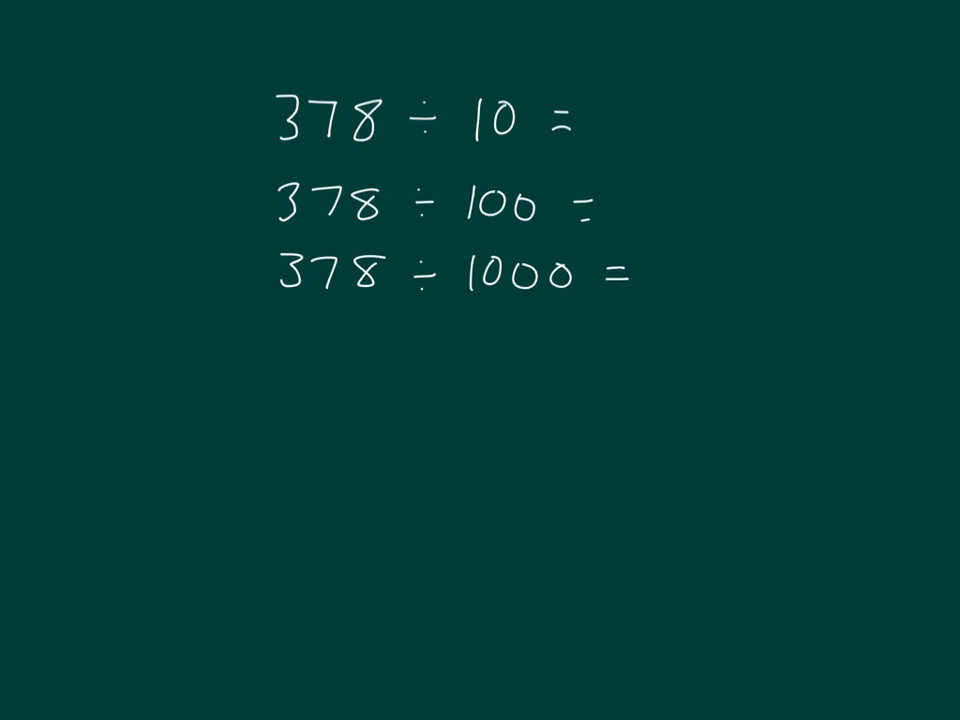 378 ÷ 10 =
378 ÷ 100 =
378 ÷ 1000 =